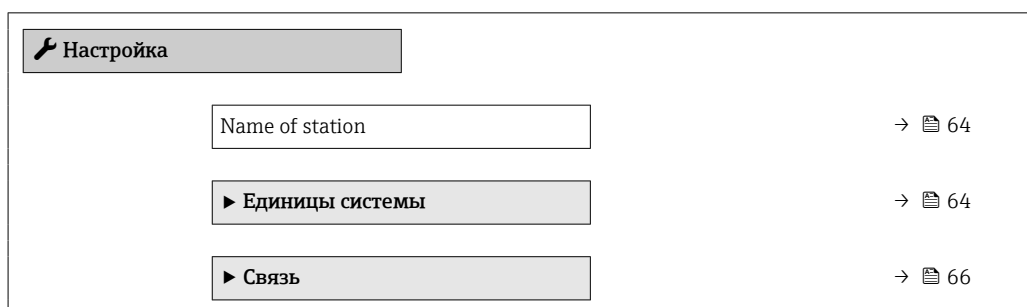 Настройка
Name of station → 64
▶ Единицы системы → 64
▶ Связь → 66